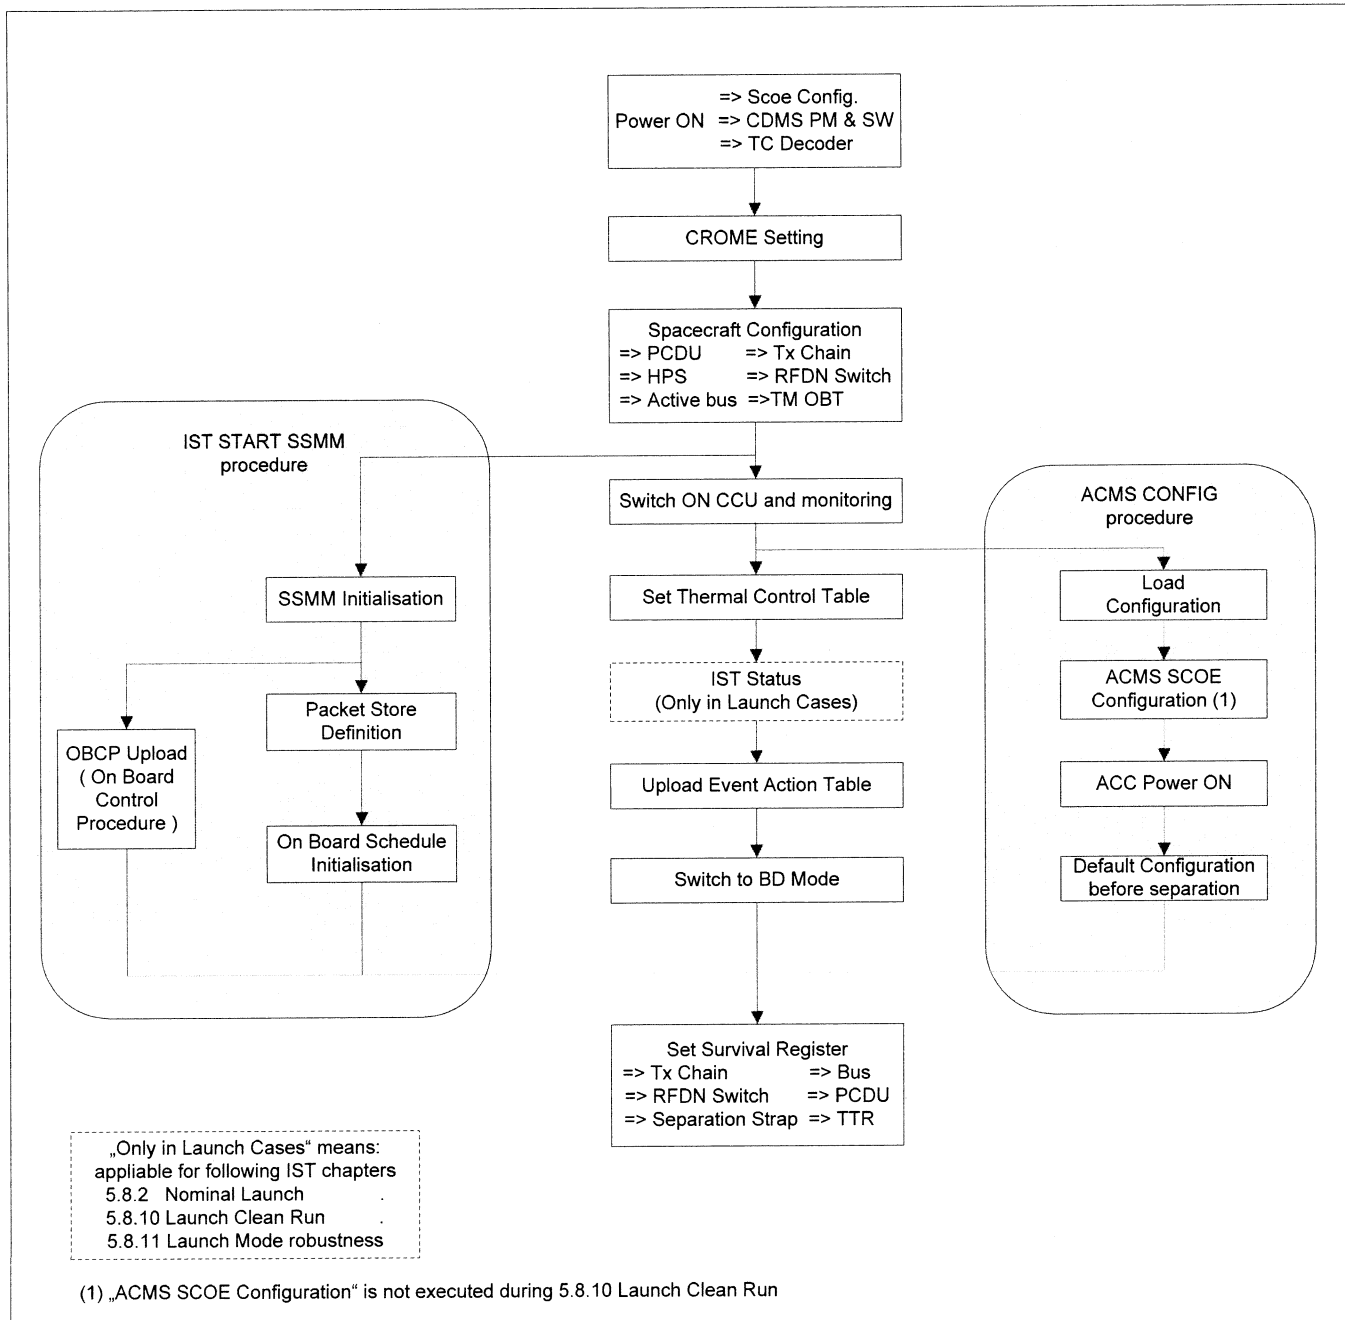 => Scoe Config.
Power ON => CDMS PM & SW
=> TC Decoder
CROME Setting
Spacecraft Configuration
=> PCDU => Tx Chain
=> HPS => RFDN Switch
=> Active bus =>TM OBT
IST START SSMM
procedure
Switch ON CCU and monitoring
ACMS CONFIG
procedure
SSMM Initialisation
Set Thermal Control Table
Load
Configuration
IST Status
(Only in Launch Cases)
ACMS SCOE
Configuration (1)
Packet Store
Definition
OBCP Upload
( On Board
Control
Procedure )
Upload Event Action Table
ACC Power ON
On Board Schedule
Initialisation
Switch to BD Mode
Default Configuration
before separation
Set Survival Register
=> Tx Chain => Bus
=> RFDN Switch => PCDU
=> Separation Strap => TTR
„Only in Launch Cases“ means:
appliable for following IST chapters
5.8.2 Nominal Launch .
5.8.10 Launch Clean Run .
5.8.11 Launch Mode robustness
(1) „ACMS SCOE Configuration“ is not executed during 5.8.10 Launch Clean Run